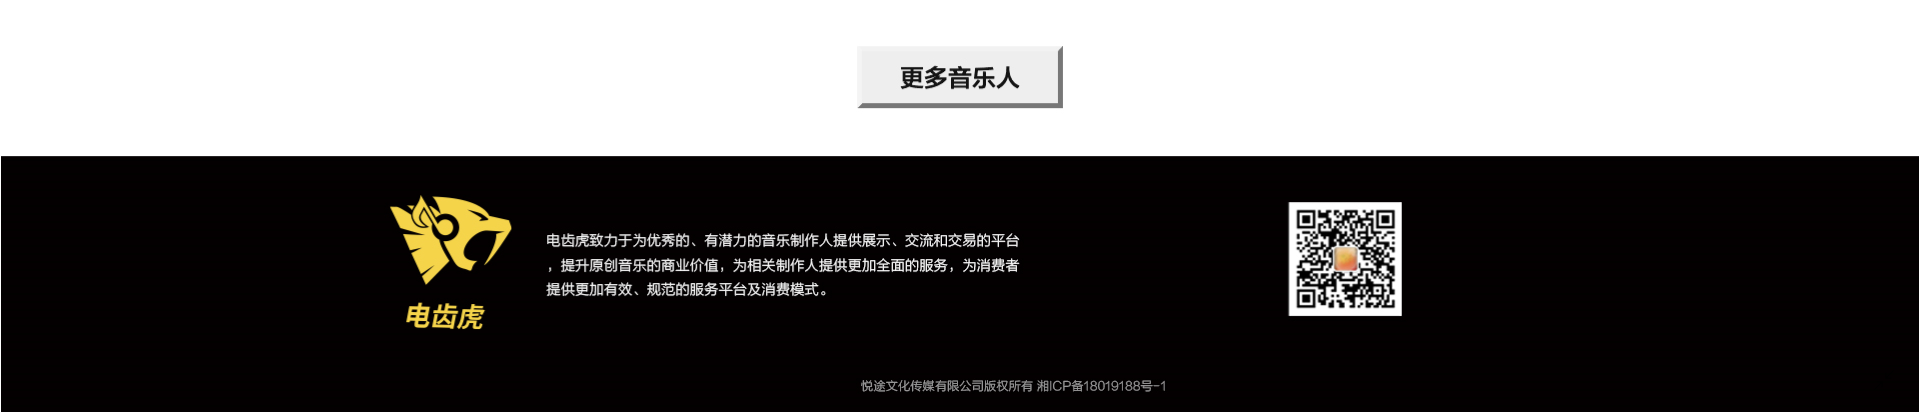 更多音乐人
电齿虎致力于为优秀的、有潜力的音乐制作人提供展示、交流和交易的平台
，提升原创音乐的商业价值，为相关制作人提供更加全面的服务，为消费者
提供更加有效、规范的服务平台及消费模式。
电齿虎
悦途文化传媒有限公司版权所有 湘ICP备18019188号-1